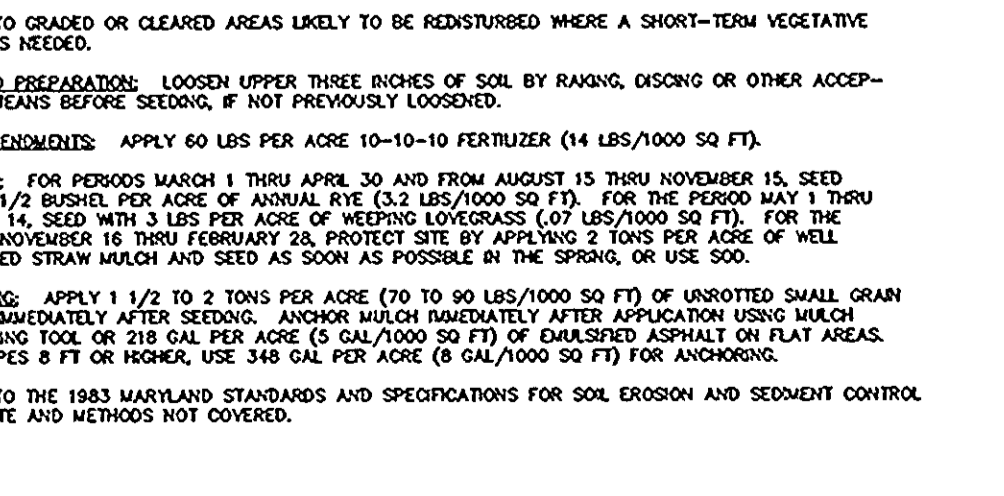 TO GRADED OR CLEARED AREAS LIKELY TO BE REDISTURBED WHERE A SHORT-TERM VEGETATIVE
S NEEDED.
D PREPARATION: LOOSEN UPPER THREE INCHES OF SOIL BY RAKING, DISCING OR OTHER ACCEP-
MEANS BEFORE SEEDING, IF NOT PREVIOUSLY LOOSENED.
ENDMENTS: APPLY 60 LBS PER ACRE 10-10-10 FERTILIZER (14 LBS/1000 SQ FT).
: FOR PERIODS MARCH 1 THRU APRIL 30 AND FROM AUGUST 15 THRU NOVEMBER 15, SEED
1/2 BUSHEL PER ACRE OF ANNUAL RYE (3.2 LBS/1000 SQ FT). FOR THE PERIOD MAY 1 THRU
14, SEED WITH 3 LBS PER ACRE OF WEEPING LOVEGRASS (.07 LBS/1000 SQ FT). FOR THE
NOVEMBER 16 THRU FEBRUARY 28, PROTECT SITE BY APPLYING 2 TONS PER ACRE OF WELL
ED STRAW MULCH AND SEED AS SOON AS POSSIBLE IN THE SPRING, OR USE SOD.
NG: APPLY 1 1/2 TO 2 TONS PER ACRE (70 TO 90 LBS/1000 SQ FT) OF UNROTTED SMALL GRAIN
IMMEDIATELY AFTER SEEDING. ANCHOR MULCH IMMEDIATELY AFTER APPLICATION USING MULCH
ING TOOL OR 218 GAL PER ACRE (5 GAL/1000 SQ FT) OF EMULSIFIED ASPHALT ON FLAT AREAS.
PES 8 FT OR HIGHER, USE 348 GAL PER ACRE (8 GAL/1000 SQ FT) FOR ANCHORING.
TO THE 1983 MARYLAND STANDARDS AND SPECIFICATIONS FOR SOIL EROSION AND SEDIMENT CONTROL
TE AND METHODS NOT COVERED.